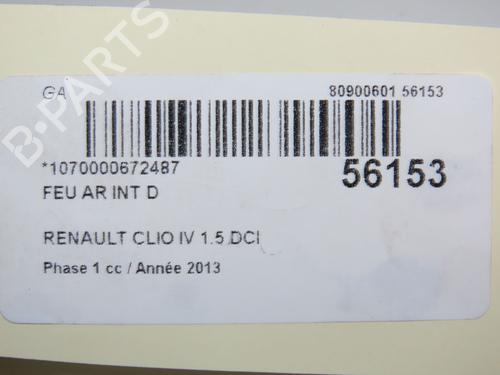 GA 80900601 56153
*1070000672487 56153
FEU AR INT D
RENAULT CLIO IV 1.5 DCI
Phase 1 cc / Année 2013
B-PARTS